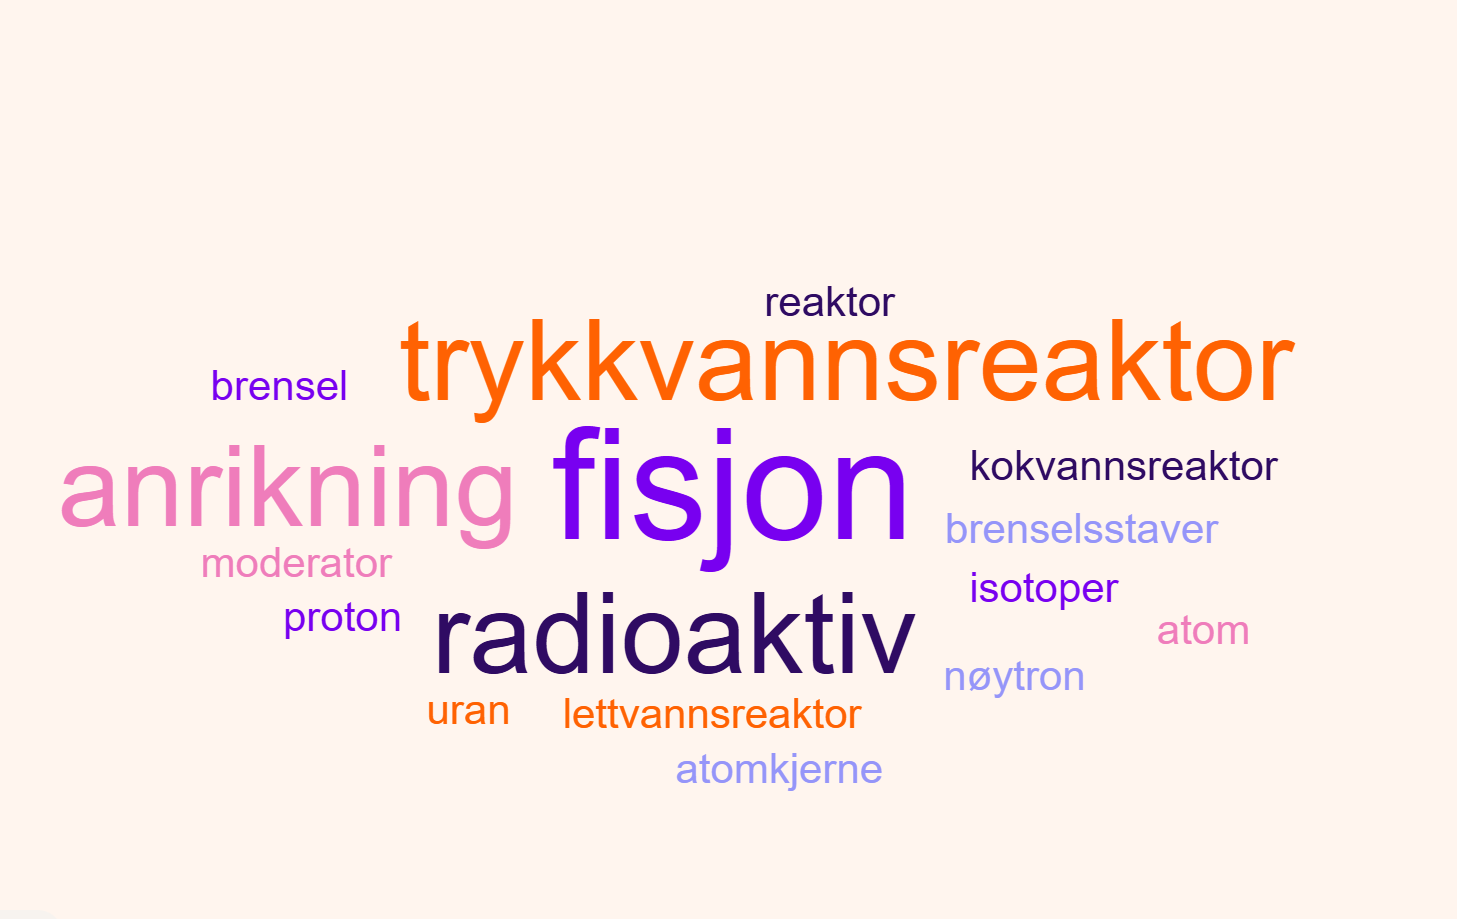 reaktor
trykkvannsreaktor
brensel
anrikning
fisjon
kokvannsreaktor
brenselsstaver
moderator
isotoper
proton
radioaktiv
atom
nøytron
uran
lettvannsreaktor
atomkjerne